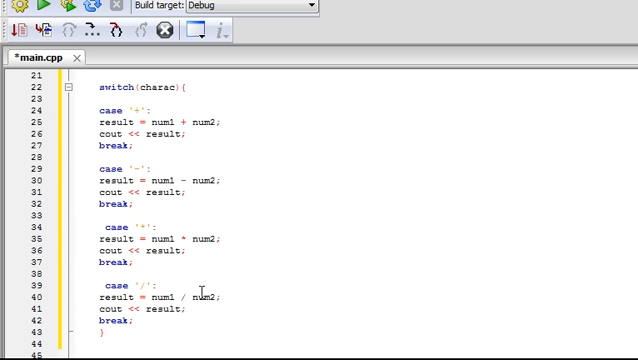 Build target: Debug
*main.cpp
21
22 switch(charac){
23
24 case '+':
25 result = num1 + num2;
26 cout << result;
27 break;
28
29 case '-':
30 result = num1 - num2;
31 cout << result;
32 break;
33
34 case '*':
35 result = num1 * num2;
36 cout << result;
37 break;
38
39 case '/':
40 result = num1 / num2;
41 cout << result;
42 break;
43 }
44
45